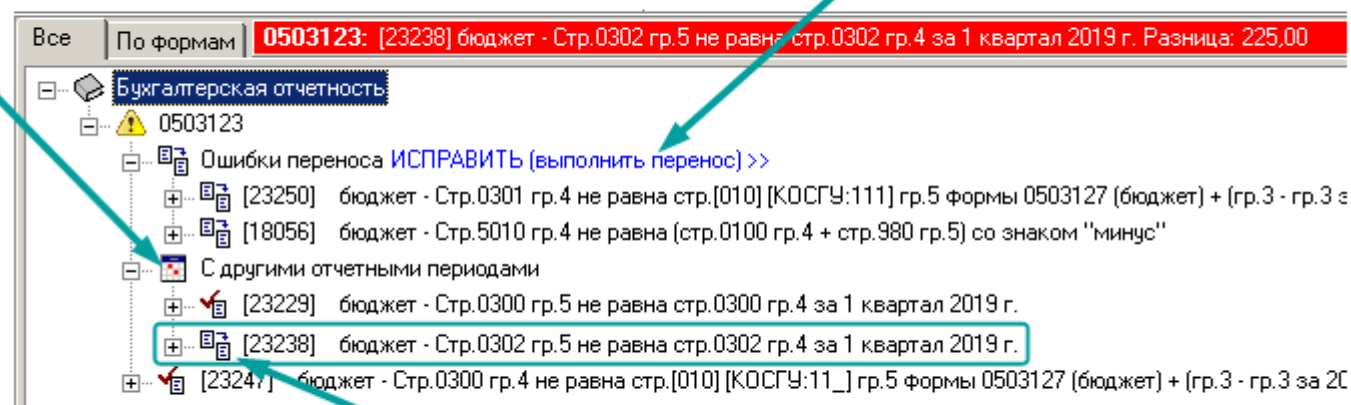 Все По формам 0503123: [23238] бюджет - Стр.0302 гр.5 не равна стр.0302 гр.4 за 1 квартал 2019 г. Разница: 225,00
Бухгалтерская отчетность
0503123
Ошибки переноса ИСПРАВИТЬ (выполнить перенос) >>
[23250] бюджет - Стр.0301 гр.4 не равна стр.[010] [КОСГУ:111] гр.5 формы 0503127 (бюджет) + (гр.3 - гр.3 з
[18056] бюджет - Стр.5010 гр.4 не равна (стр.0100 гр.4 + стр.980 гр.5) со знаком "минус"
С другими отчетными периодами
[23229] бюджет - Стр.0300 гр.5 не равна стр.0300 гр.4 за 1 квартал 2019 г.
[23238] бюджет - Стр.0302 гр.5 не равна стр.0302 гр.4 за 1 квартал 2019 г.
[23247] бюджет - Стр.0300 гр.4 не равна стр.[010] [КОСГУ:11_] гр.5 формы 0503127 (бюджет) + (гр.3 - гр.3 за 20